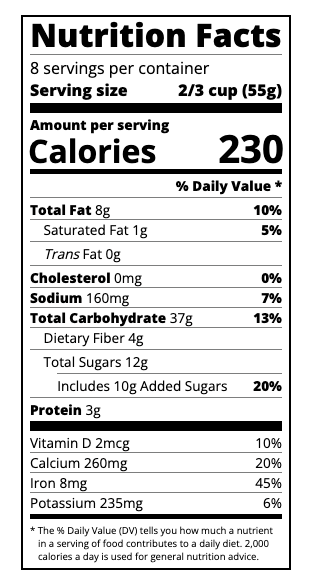 Nutrition Facts
8 servings per container
Serving size 2/3 cup (55g)
Amount per serving
Calories 230
% Daily Value *
Total Fat 8g 10%
Saturated Fat 1g 5%
Trans Fat 0g
Cholesterol 0mg 0%
Sodium 160mg 7%
Total Carbohydrate 37g 13%
Dietary Fiber 4g
Total Sugars 12g
Includes 10g Added Sugars 20%
Protein 3g
Vitamin D 2mcg 10%
Calcium 260mg 20%
Iron 8mg 45%
Potassium 235mg 6%
* The % Daily Value (DV) tells you how much a nutrient
in a serving of food contributes to a daily diet. 2,000
calories a day is used for general nutrition advice.